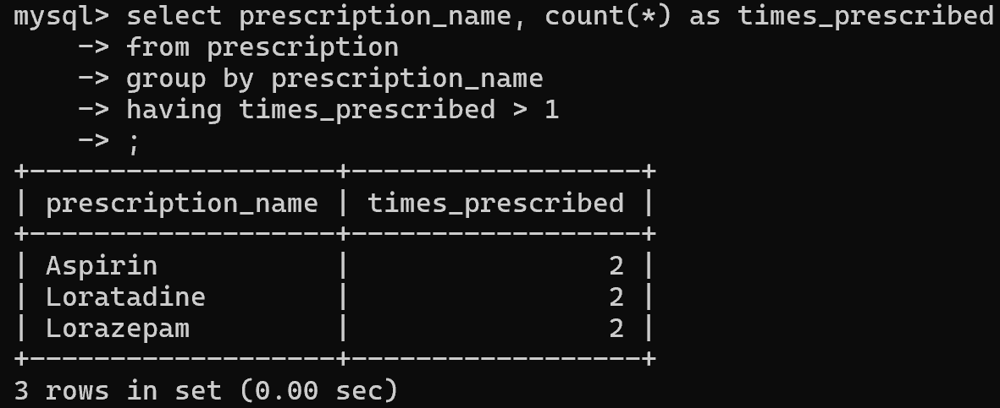 mysql> select prescription_name, count(*) as times_prescribed
    -> from prescription
    -> group by prescription_name
    -> having times_prescribed > 1
    -> ;
+-------------------+------------------+
| prescription_name | times_prescribed |
+-------------------+------------------+
| Aspirin           |                2 |
| Loratadine        |                2 |
| Lorazepam         |                2 |
+-------------------+------------------+
3 rows in set (0.00 sec)